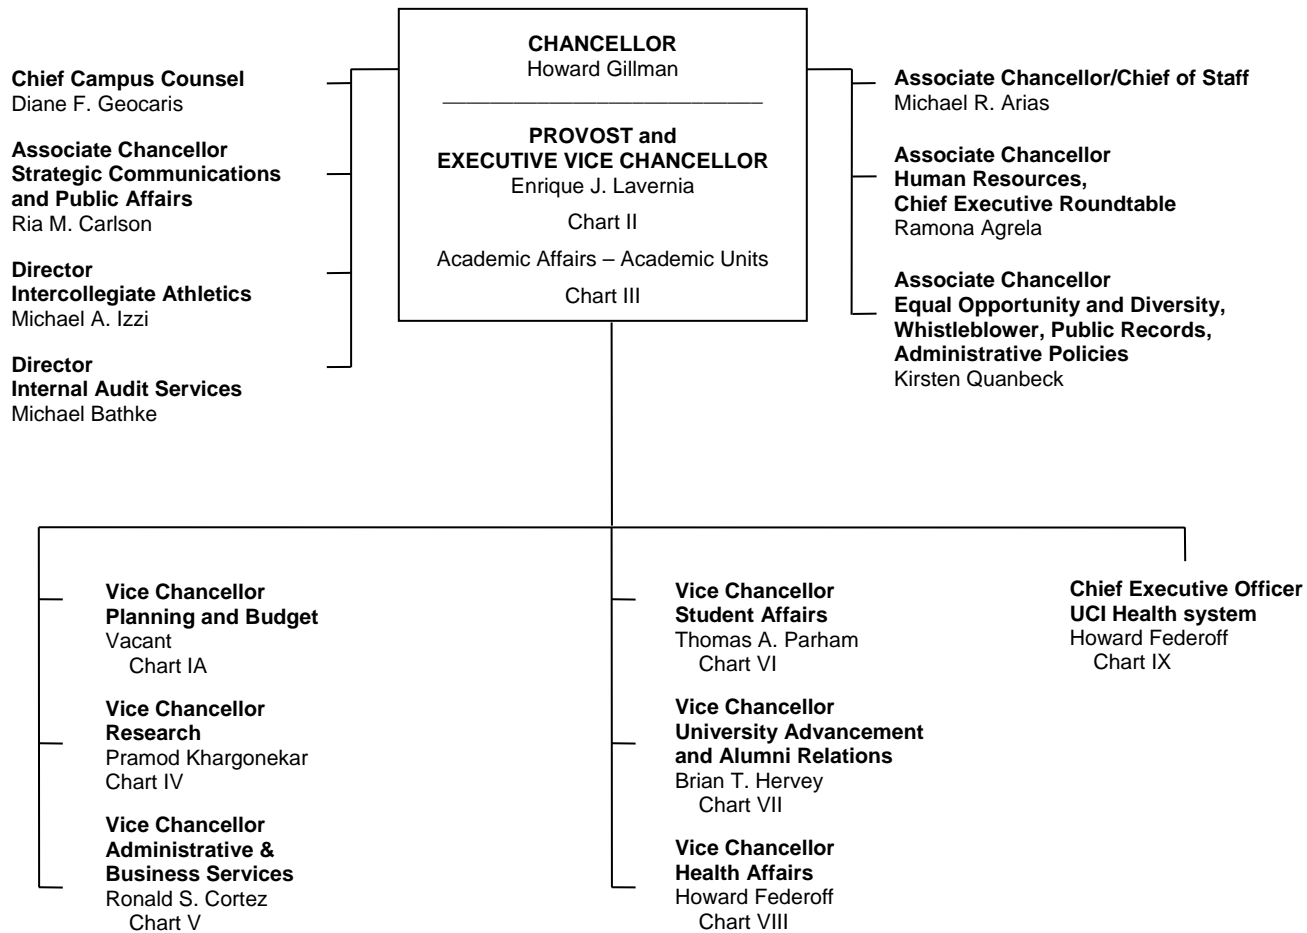 CHANCELLOR
Howard Gillman
PROVOST and
EXECUTIVE VICE CHANCELLOR
Enrique J. Lavernia
Chart II
Academic Affairs – Academic Units
Chart III
Chief Campus Counsel
Diane F. Geocaris
Associate Chancellor
Strategic Communications
and Public Affairs
Ria M. Carlson
Director
Intercollegiate Athletics
Michael A. Izzi
Director
Internal Audit Services
Michael Bathke
Associate Chancellor/Chief of Staff
Michael R. Arias
Associate Chancellor
Human Resources,
Chief Executive Roundtable
Ramona Agrela
Associate Chancellor
Equal Opportunity and Diversity,
Whistleblower, Public Records,
Administrative Policies
Kirsten Quanbeck
Vice Chancellor
Planning and Budget
Vacant
Chart IA
Vice Chancellor
Research
Pramod Khargonekar
Chart IV
Vice Chancellor
Administrative &
Business Services
Ronald S. Cortez
Chart V
Vice Chancellor
Student Affairs
Thomas A. Parham
Chart VI
Vice Chancellor
University Advancement
and Alumni Relations
Brian T. Hervey
Chart VII
Vice Chancellor
Health Affairs
Howard Federoff
Chart VIII
Chief Executive Officer
UCI Health system
Howard Federoff
Chart IX